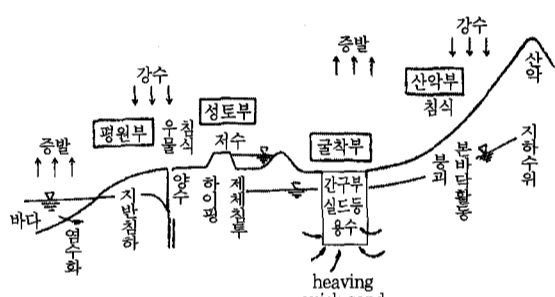 증발
강수
산악
강수
산악부
침식
성토부
평원부
우물
침식
저수
굴착부
증발
지하수위
본바닥활동
붕괴
간구부
실드등
용수
양수
하이핑
제체침투
지반침하
바다
염수화
heaving